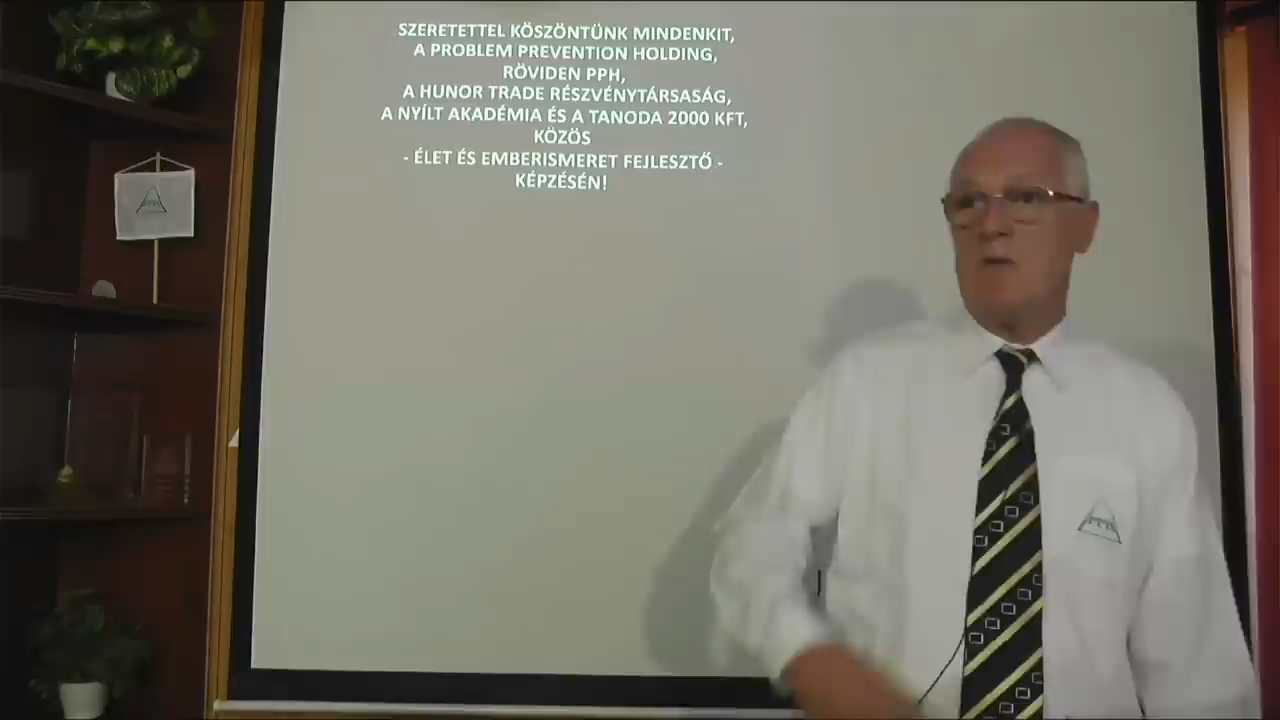 SZERETETTEL KÖSZÖNTÜNK MINDENKIT,
A PROBLEM PREVENTION HOLDING,
RÖVIDEN PPH,
A HUNOR TRADE RÉSZVÉNYTÁRSASÁG,
A NYÍLT AKADÉMIA ÉS A TANODA 2000 KFT,
KÖZÖS
- ÉLET ÉS EMBERISMERET FEJLESZTŐ -
KÉPZÉSÉN!